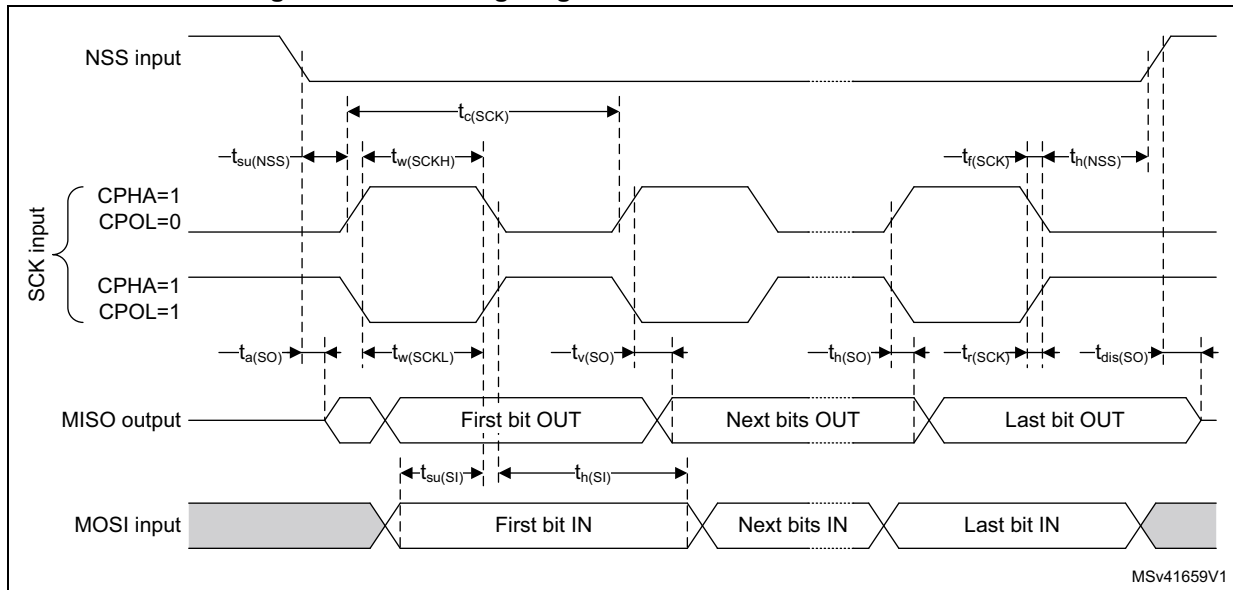 NSS input
tc(SCK)
tsu(NSS) tw(SCKH) tf(SCK) th(NSS)
SCK input
CPHA=1
CPOL=0
CPHA=1
CPOL=1
ta(SO) tw(SCKL) tv(SO) th(SO) tr(SCK) tdis(SO)
MISO output First bit OUT Next bits OUT Last bit OUT
tsu(SI) th(SI)
MOSI input First bit IN Next bits IN Last bit IN
MSv41659V1